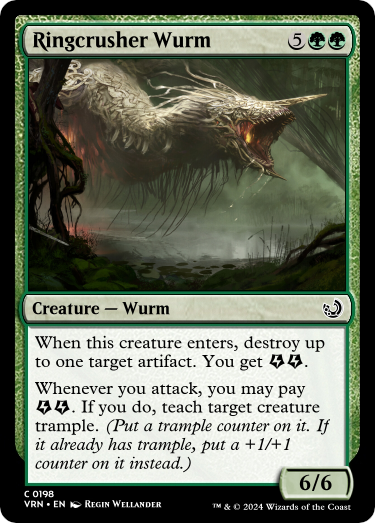 Ringcrusher Wurm 5
Creature — Wurm
When this creature enters, destroy up
to one target artifact. You get .
Whenever you attack, you may pay
. If you do, teach target creature
trample. (Put a trample counter on it. If
it already has trample, put a +1/+1
counter on it instead.)
6/6
C 0198
VRN • EN REGIN WELLANDER
™ & © 2024 Wizards of the Coast